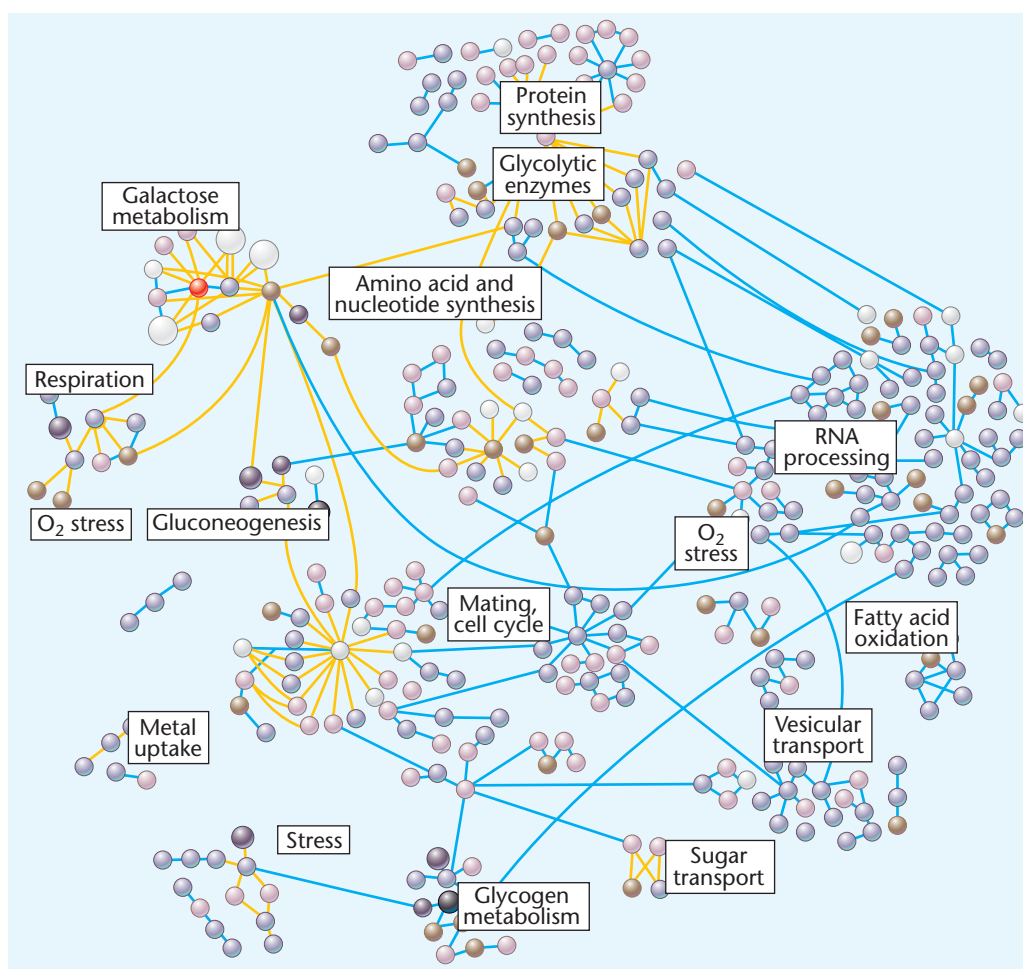 Protein
synthesis
Glycolytic
enzymes
Galactose
metabolism
Amino acid and
nucleotide synthesis
Respiration
RNA
processing
O₂ stress
Gluconeogenesis
O₂
stress
Mating,
cell cycle
Fatty acid
oxidation
Metal
uptake
Vesicular
transport
Stress
Sugar
transport
Glycogen
metabolism